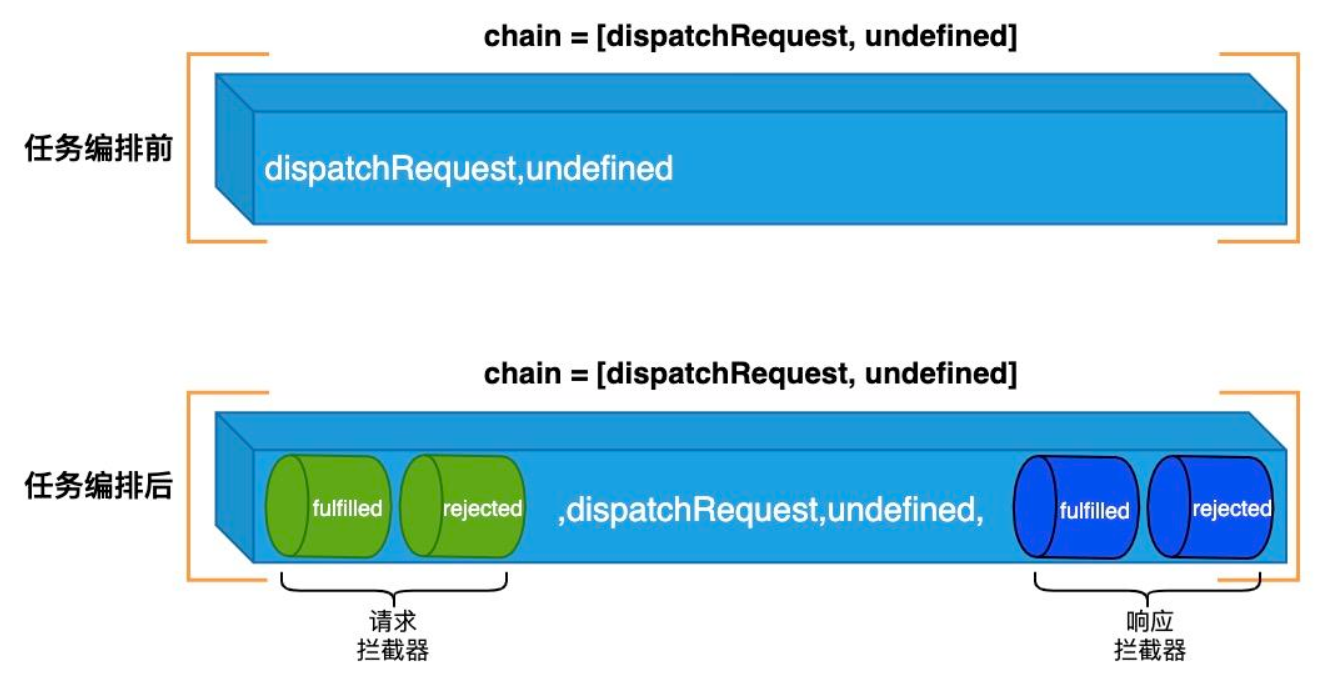 chain = [dispatchRequest, undefined]
任务编排前
dispatchRequest,undefined
chain = [dispatchRequest, undefined]
任务编排后
fulfilled
rejected
,dispatchRequest,undefined,
fulfilled
rejected
请求
拦截器
响应
拦截器